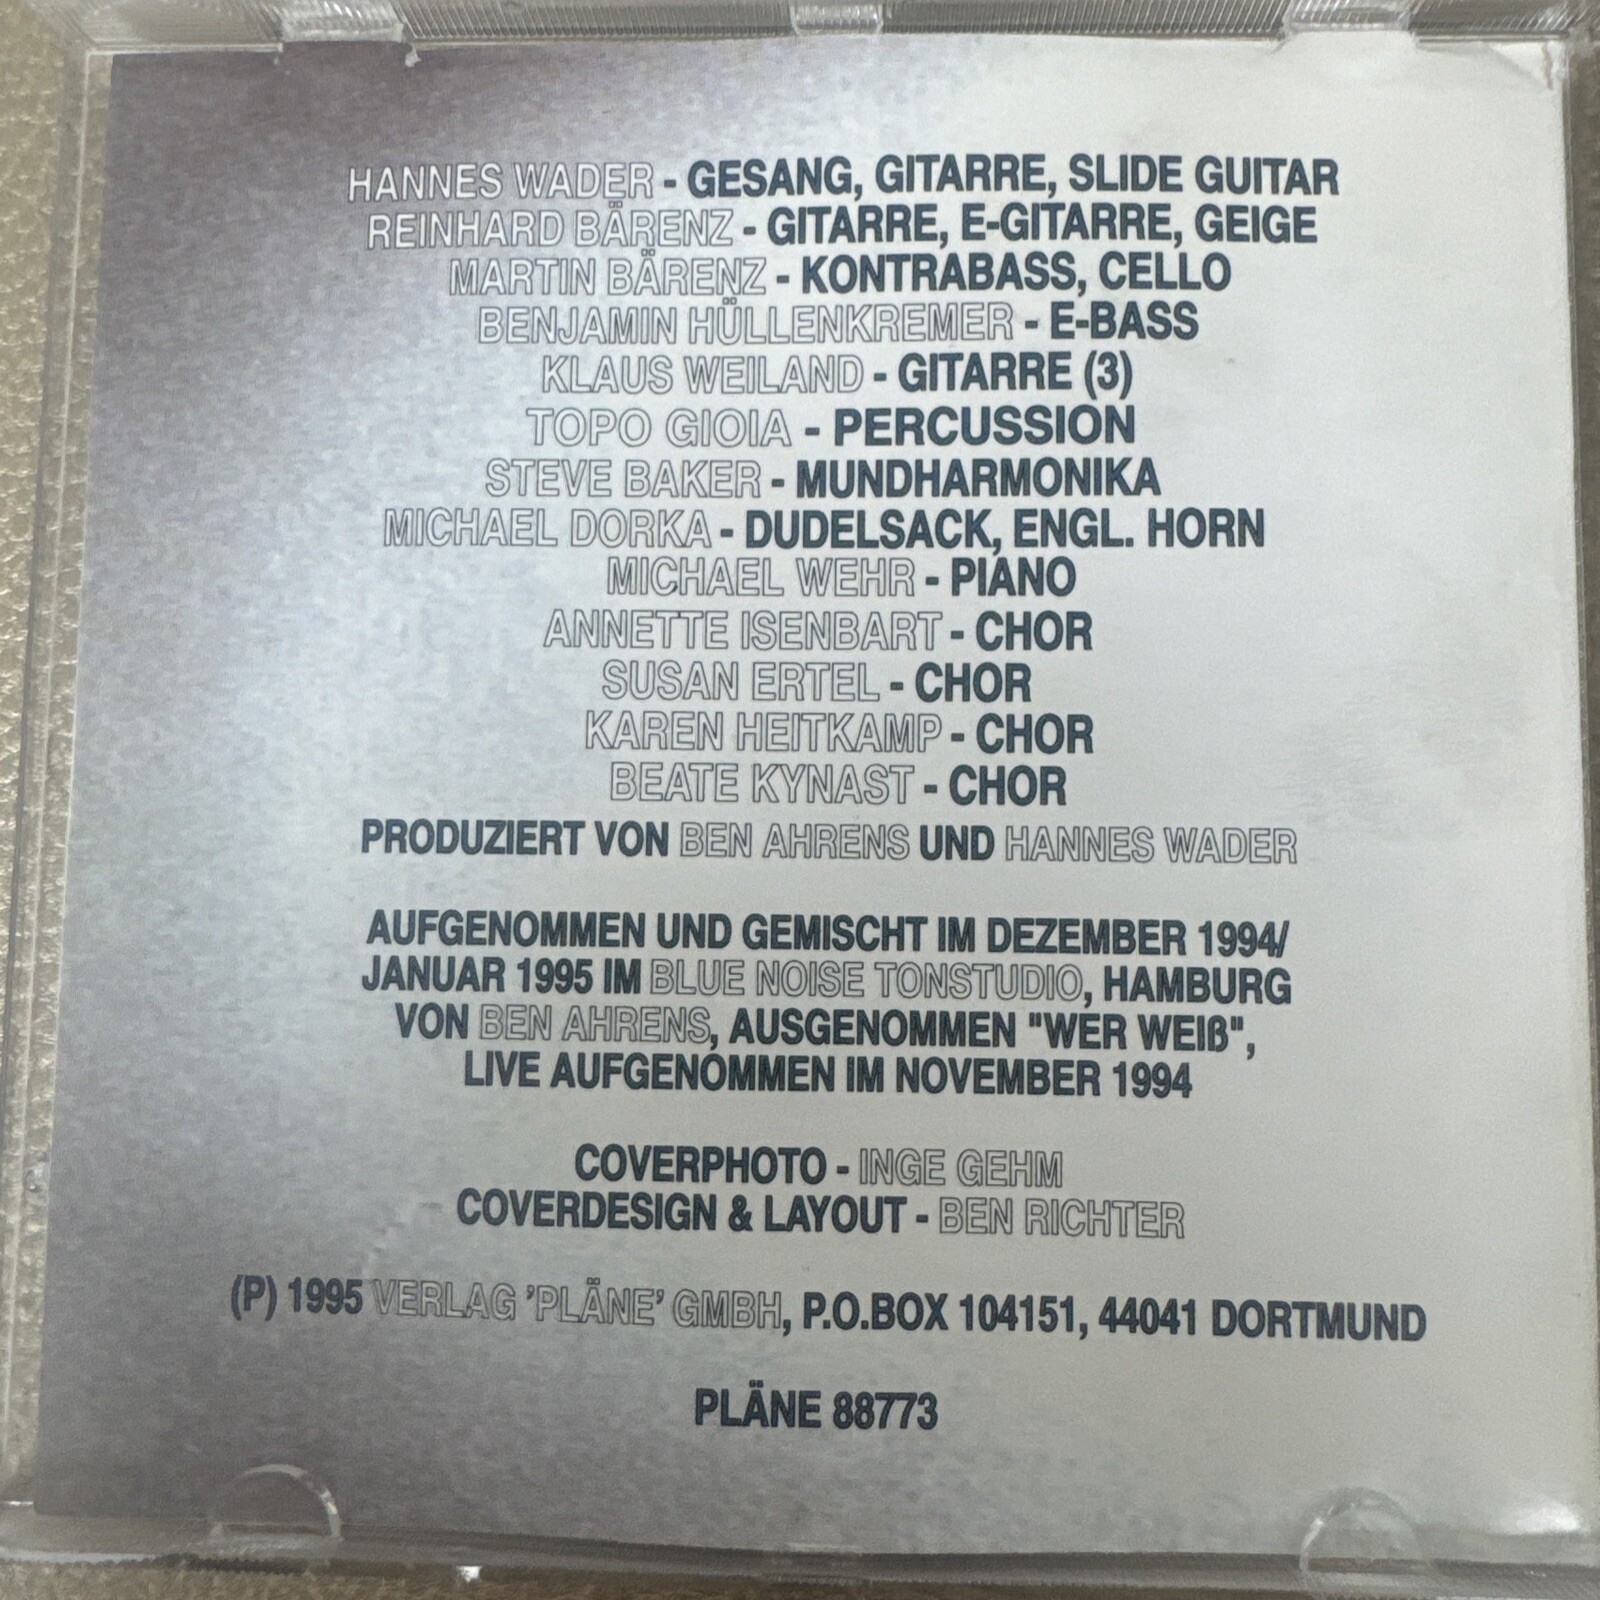 HANNES WADER - GESANG, GITARRE, SLIDE GUITAR
REINHARD BÄRENZ - GITARRE, E-GITARRE, GEIGE
MARTIN BÄRENZ - KONTRABASS, CELLO
BENJAMIN HÜLLENKREMER - E-BASS
KLAUS WEILAND - GITARRE (3)
TOPO GIOIA - PERCUSSION
STEVE BAKER - MUNDHARMONIKA
MICHAEL DORKA - DUDELSACK, ENGL. HORN
MICHAEL WEHR - PIANO
ANNETTE ISENBART - CHOR
SUSAN ERTEL - CHOR
KAREN HEITKAMP - CHOR
BEATE KYNAST - CHOR
PRODUZIERT VON BEN AHRENS UND HANNES WADER
AUFGENOMMEN UND GEMISCHT IM DEZEMBER 1994/
JANUAR 1995 IM BLUE NOISE TONSTUDIO, HAMBURG
VON BEN AHRENS, AUSGENOMMEN "WER WEIß",
LIVE AUFGENOMMEN IM NOVEMBER 1994
COVERPHOTO - INGE GEHM
COVERDESIGN & LAYOUT - BEN RICHTER
(P) 1995 VERLAG 'PLÄNE' GMBH, P.O.BOX 104151, 44041 DORTMUND
PLÄNE 88773